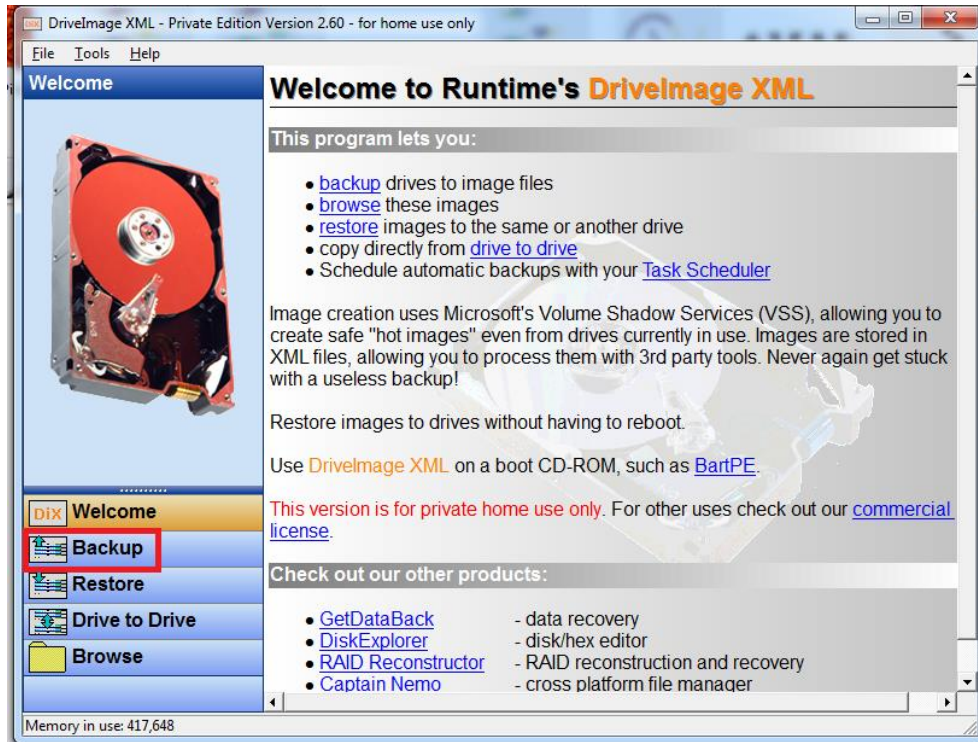 DriveImage XML - Private Edition Version 2.60 - for home use only
File Tools Help
Welcome
Welcome to Runtime's DriveImage XML
This program lets you:
● backup drives to image files
● browse these images
● restore images to the same or another drive
● copy directly from drive to drive
● Schedule automatic backups with your Task Scheduler
Image creation uses Microsoft's Volume Shadow Services (VSS), allowing you to
create safe "hot images" even from drives currently in use. Images are stored in
XML files, allowing you to process them with 3rd party tools. Never again get stuck
with a useless backup!
Restore images to drives without having to reboot.
Use DriveImage XML on a boot CD-ROM, such as BartPE.
This version is for private home use only. For other uses check out our commercial
license.
Check out our other products:
● GetDataBack - data recovery
● DiskExplorer - disk/hex editor
● RAID Reconstructor - RAID reconstruction and recovery
● Captain Nemo - cross platform file manager
DiX Welcome
Backup
Restore
Drive to Drive
Browse
Memory in use: 417,648